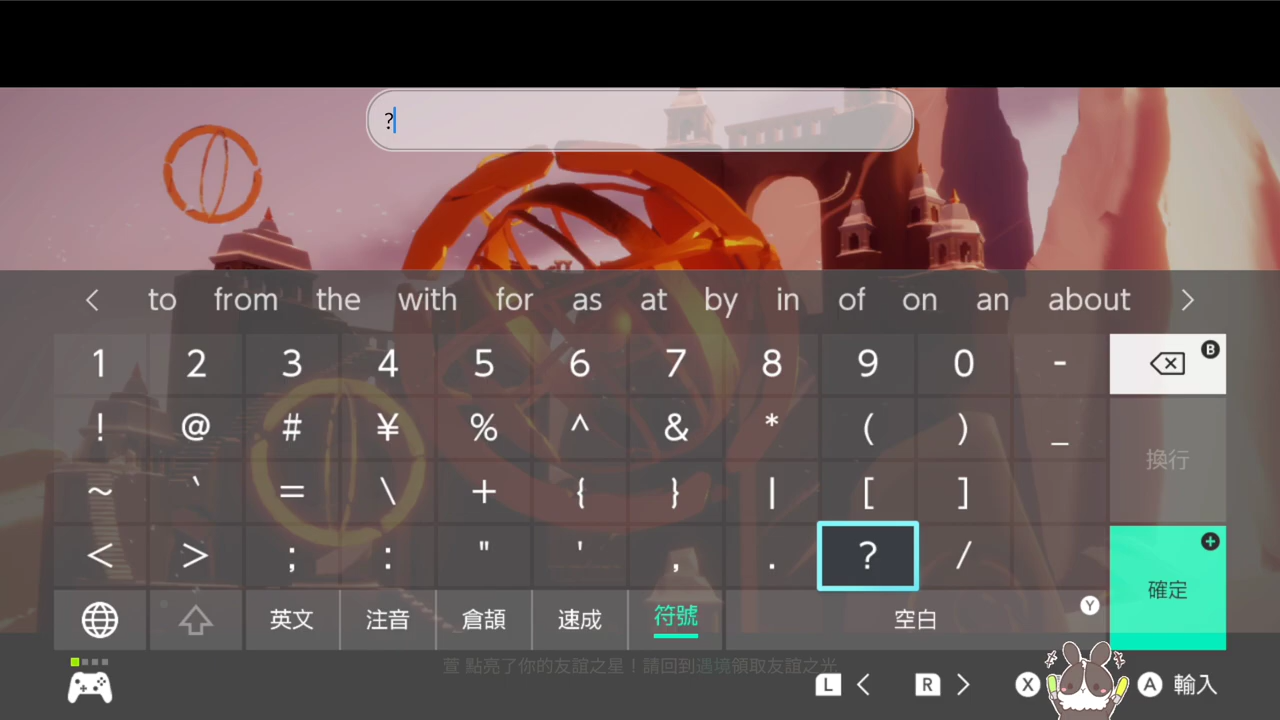 ?
to from the with for as at by in of on an about
1 2 3 4 5 6 7 8 9 0 - B
! @ # ¥ % ^ & * ( ) _
換行
~ ` = \ + { } | [ ]
< > ; : " ' , . ? / +
確定
英文 注音 倉頡 速成 符號 空白 Y
萱 點亮了你的友誼之星！請回到遇境領取友誼之光
L R X A 輸入